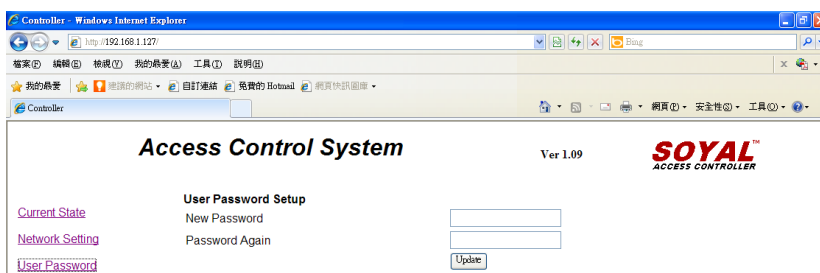 Controller - Windows Internet Explorer
http://192.168.1.127/
Bing
檔案(F) 編輯(E) 檢視(V) 我的最愛(A) 工具(T) 說明(H)
我的最愛 建議的網站 自訂連結 免費的 Hotmail 網頁快訊圖庫
Controller 網頁(P) 安全性(S) 工具(O)
Access Control System Ver 1.09 SOYAL™
ACCESS CONTROLLER
User Password Setup
Current State New Password
Network Setting Password Again
User Password Update